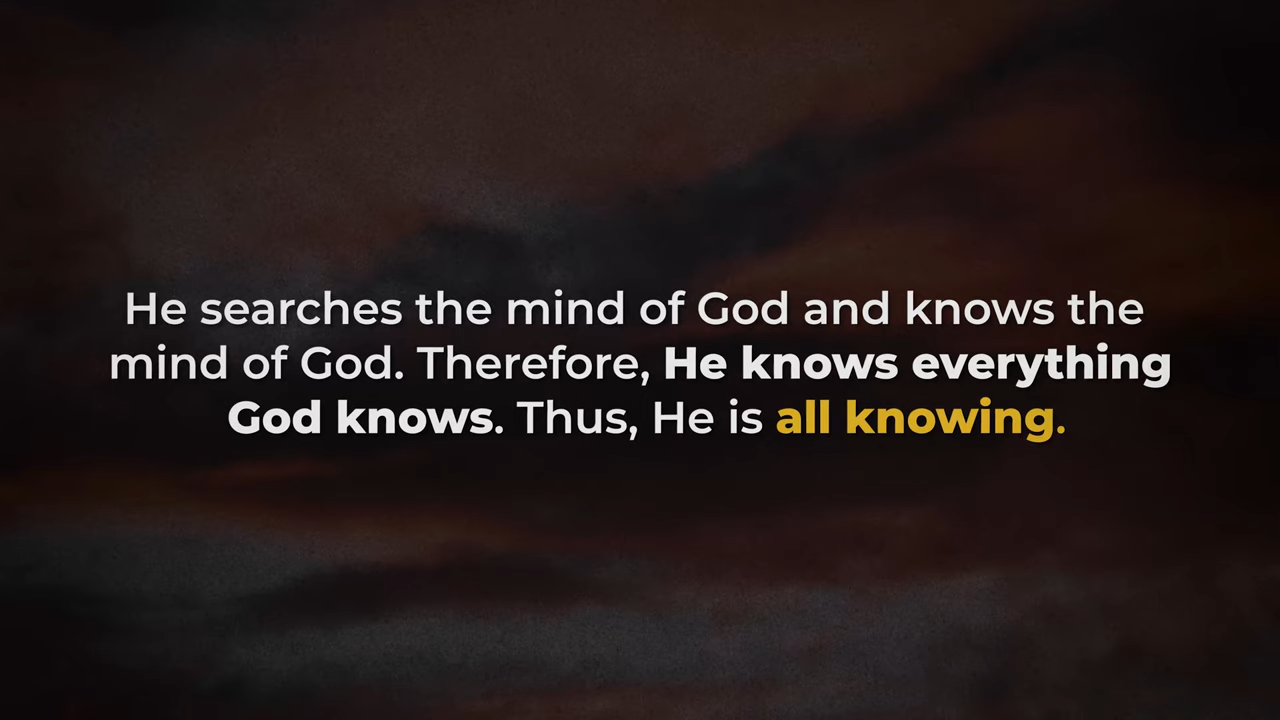 He searches the mind of God and knows the
mind of God. Therefore, He knows everything
God knows. Thus, He is all knowing.